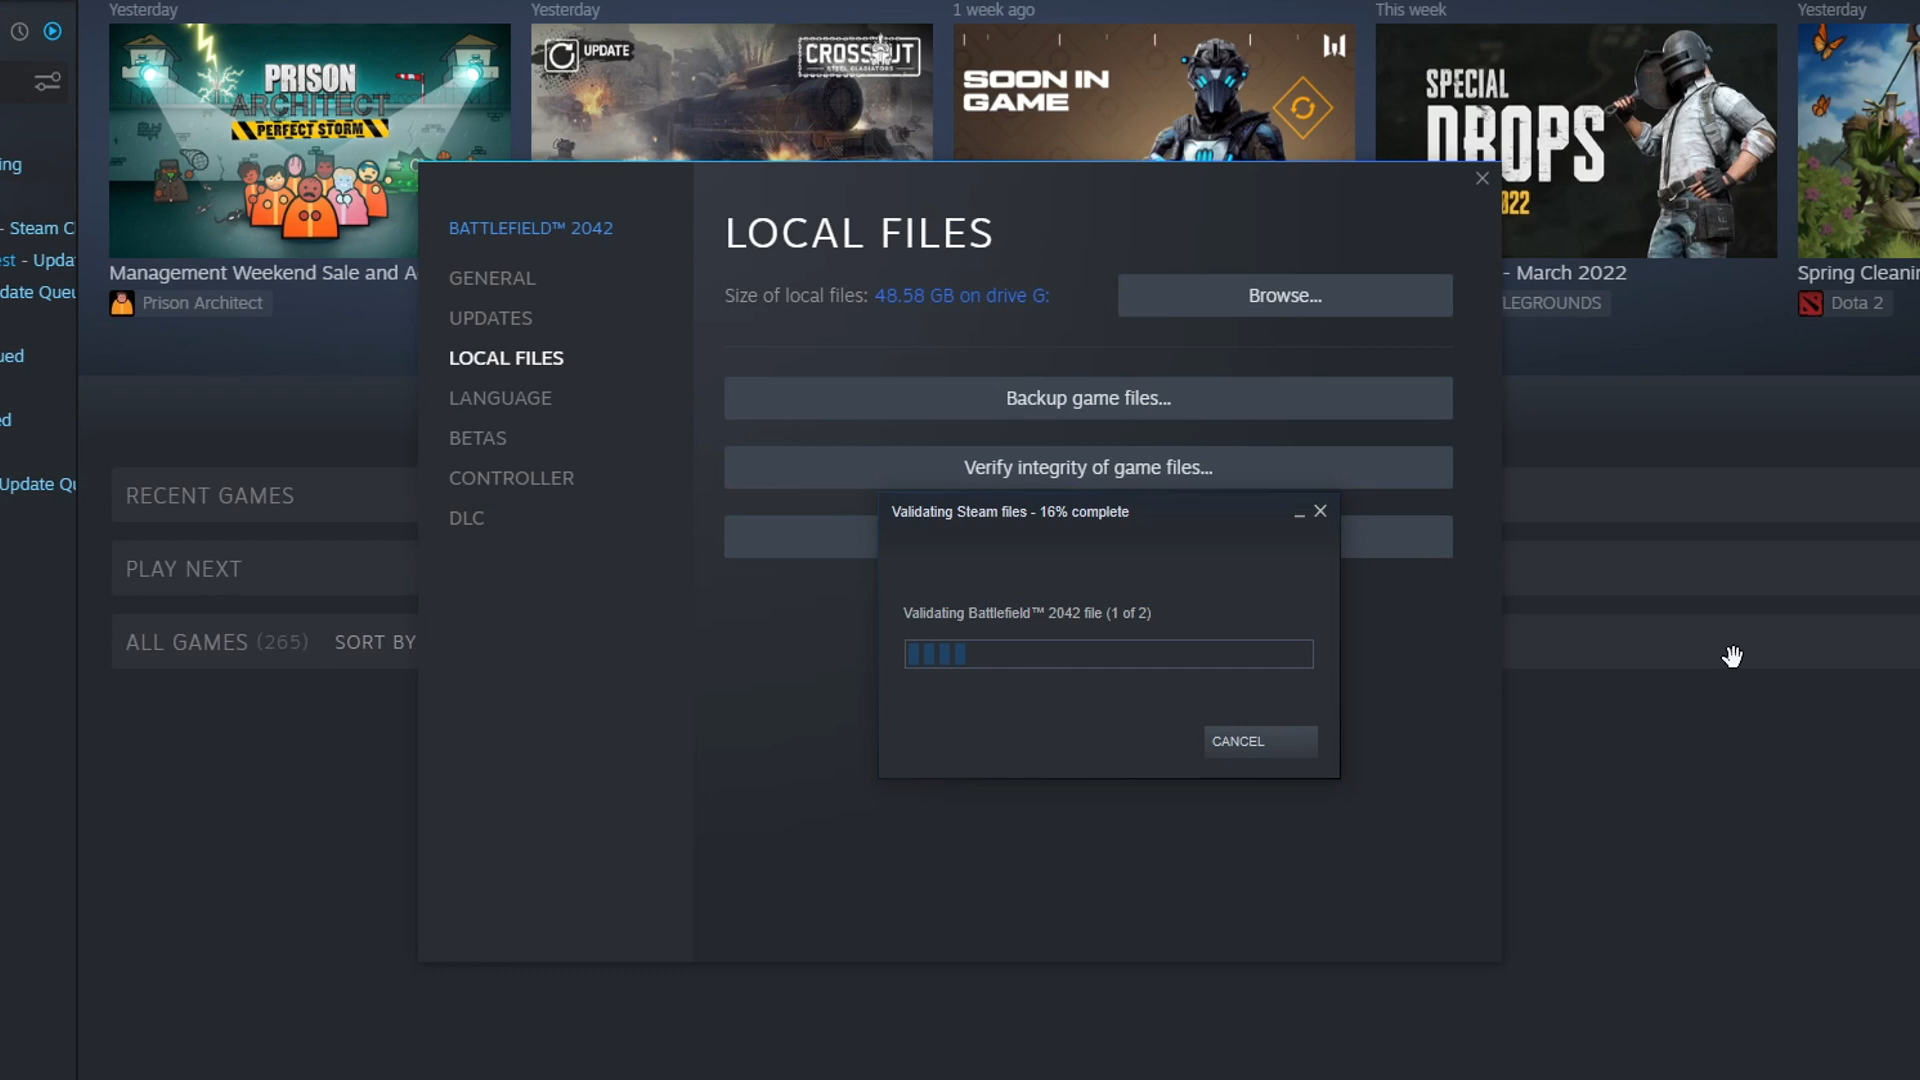 Yesterday
Yesterday
1 week ago
This week
Yesterday
PRISON
ARCHITECT
PERFECT STORM
UPDATE
CROSSOUT
SOON IN
GAME
SPECIAL
DROPS
022
ing
- Steam C
est - Updat
date Queu
ued
ed
Update Qu
Management Weekend Sale and A
Prison Architect
- March 2022
LEGROUNDS
Spring Cleanin
Dota 2
BATTLEFIELD™ 2042
GENERAL
UPDATES
LOCAL FILES
LANGUAGE
BETAS
CONTROLLER
DLC
LOCAL FILES
Size of local files: 48.58 GB on drive G:
Browse...
Backup game files...
Verify integrity of game files...
Validating Steam files - 16% complete
Validating Battlefield™ 2042 file (1 of 2)
CANCEL
RECENT GAMES
PLAY NEXT
ALL GAMES (265) SORT BY